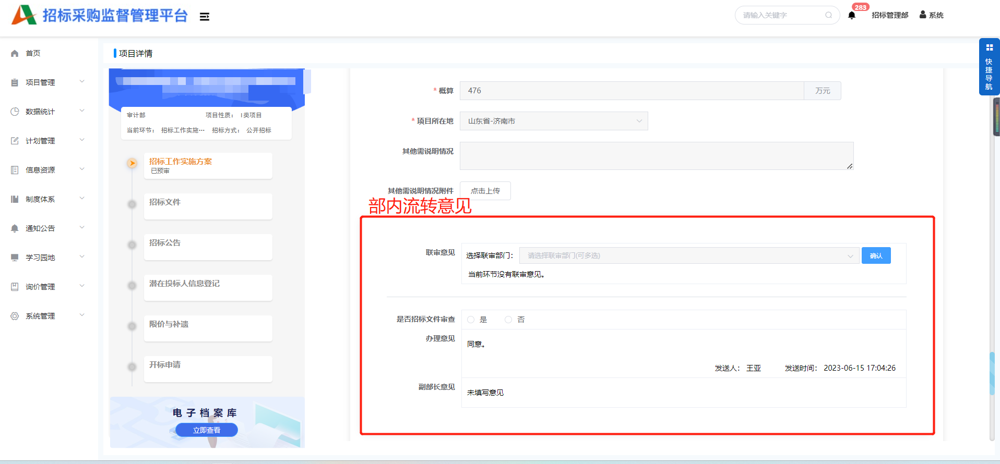 招标采购监督管理平台
请输入关键字
283
招标管理部
系统
首页
项目管理
数据统计
计划管理
信息资源
制度体系
通知公告
学习园地
询价管理
系统管理
项目详情
快捷导航
审计部 项目性质： I类项目
当前环节： 招标工作实施… 招标方式： 公开招标
招标工作实施方案
已预审
招标文件
招标公告
潜在投标人信息登记
限价与补遗
开标申请
电子档案库
立即查看
* 概算 476 万元
* 项目所在地 山东省-济南市
其他需说明情况
其他需说明情况附件 点击上传
部内流转意见
联审意见 选择联审部门： 请选择联审部门(可多选) 确认
当前环节没有联审意见。
是否招标文件审查 是 否
办理意见
同意。
发送人： 王亚 发送时间： 2023-06-15 17:04:26
副部长意见
未填写意见